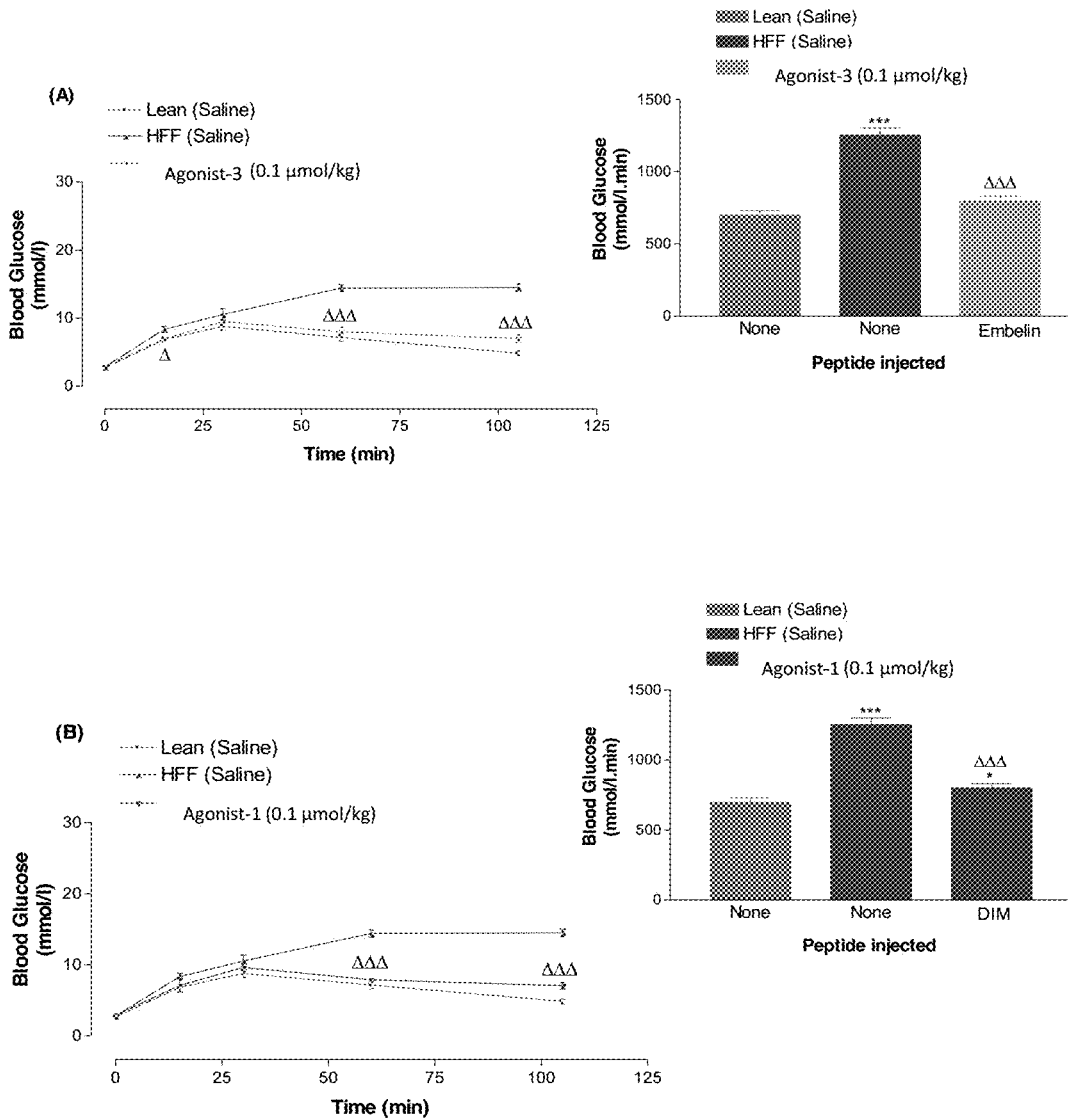 (A)
Lean (Saline)
HFF (Saline)
Agonist-3 (0.1 µmol/kg)
30
20
10
0
Blood Glucose
(mmol/l)
Δ
ΔΔΔ
ΔΔΔ
0 25 50 75 100 125
Time (min)
Lean (Saline)
HFF (Saline)
Agonist-3 (0.1 µmol/kg)
1500
1000
500
0
Blood Glucose
(mmol/l.min)
***
ΔΔΔ
None None Embelin
Peptide injected
(B)
Lean (Saline)
HFF (Saline)
Agonist-1 (0.1 µmol/kg)
30
20
10
0
Blood Glucose
(mmol/l)
ΔΔΔ
ΔΔΔ
0 25 50 75 100 125
Time (min)
Lean (Saline)
HFF (Saline)
Agonist-1 (0.1 µmol/kg)
1500
1000
500
0
Blood Glucose
(mmol/l.min)
***
ΔΔΔ
*
None None DIM
Peptide injected